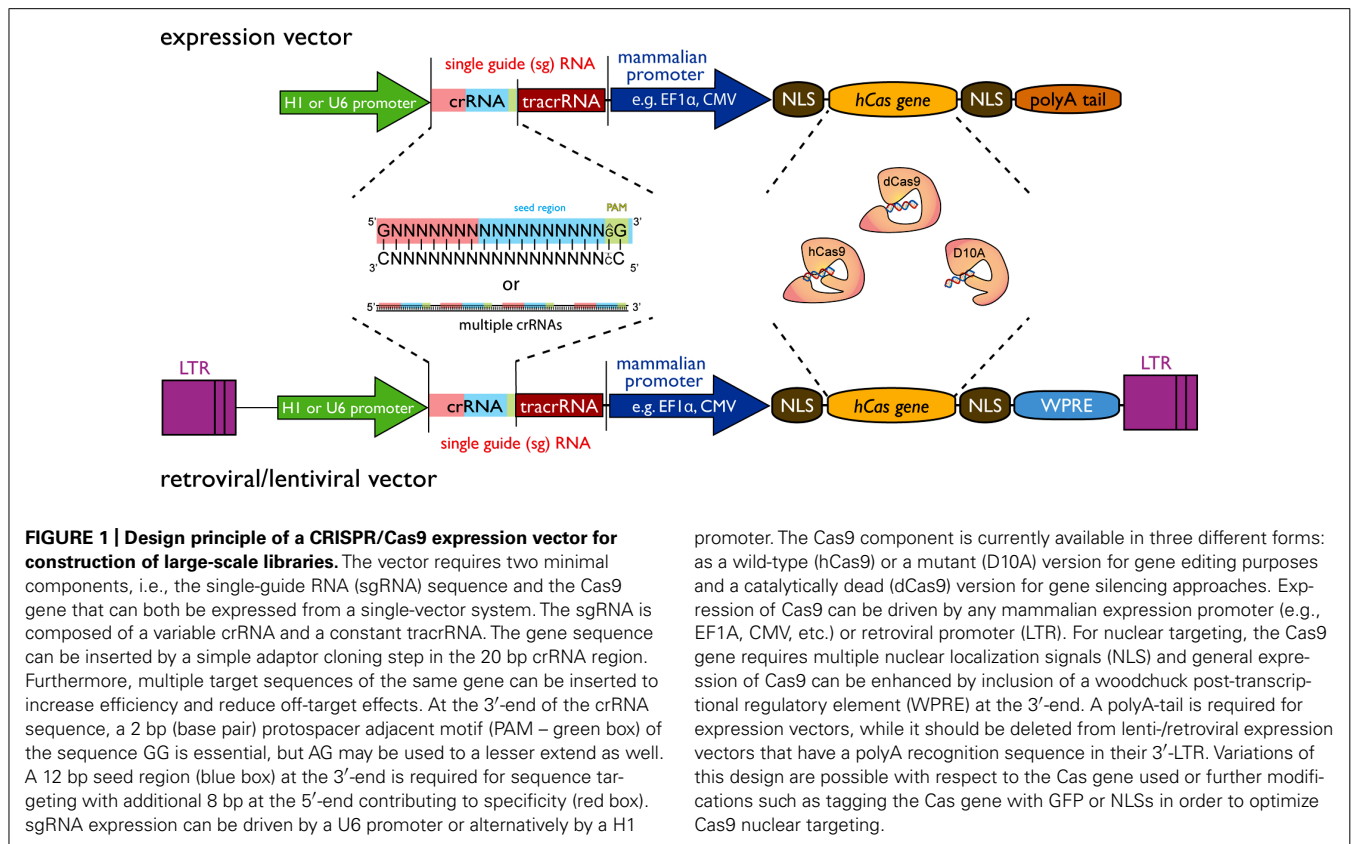 expression vector
single guide (sg) RNA
mammalian
promoter
H1 or U6 promoter
crRNA
tracrRNA
e.g. EF1α, CMV
NLS
hCas gene
NLS
polyA tail
seed region
PAM
5′
3′
GNNNNNNNNNNNNNNNNNN
G
CNNNNNNNNNNNNNNNNNN
C
3′
5′
or
5′
3′
multiple crRNAs
dCas9
hCas9
D10A
LTR
mammalian
promoter
LTR
H1 or U6 promoter
crRNA
tracrRNA
e.g. EF1α, CMV
NLS
hCas gene
NLS
WPRE
single guide (sg) RNA
retroviral/lentiviral vector
FIGURE 1 | Design principle of a CRISPR/Cas9 expression vector for
construction of large-scale libraries. The vector requires two minimal
components, i.e., the single-guide RNA (sgRNA) sequence and the Cas9
gene that can both be expressed from a single-vector system. The sgRNA is
composed of a variable crRNA and a constant tracrRNA. The gene sequence
can be inserted by a simple adaptor cloning step in the 20 bp crRNA region.
Furthermore, multiple target sequences of the same gene can be inserted to
increase efficiency and reduce off-target effects. At the 3′-end of the crRNA
sequence, a 2 bp (base pair) protospacer adjacent motif (PAM – green box) of
the sequence GG is essential, but AG may be used to a lesser extend as well.
A 12 bp seed region (blue box) at the 3′-end is required for sequence tar-
geting with additional 8 bp at the 5′-end contributing to specificity (red box).
sgRNA expression can be driven by a U6 promoter or alternatively by a H1
promoter. The Cas9 component is currently available in three different forms:
as a wild-type (hCas9) or a mutant (D10A) version for gene editing purposes
and a catalytically dead (dCas9) version for gene silencing approaches. Exp-
ression of Cas9 can be driven by any mammalian expression promoter (e.g.,
EF1A, CMV, etc.) or retroviral promoter (LTR). For nuclear targeting, the Cas9
gene requires multiple nuclear localization signals (NLS) and general expre-
ssion of Cas9 can be enhanced by inclusion of a woodchuck post-transcrip-
tional regulatory element (WPRE) at the 3′-end. A polyA-tail is required for
expression vectors, while it should be deleted from lenti-/retroviral expression
vectors that have a polyA recognition sequence in their 3′-LTR. Variations of
this design are possible with respect to the Cas gene used or further modifi-
cations such as tagging the Cas gene with GFP or NLSs in order to optimize
Cas9 nuclear targeting.